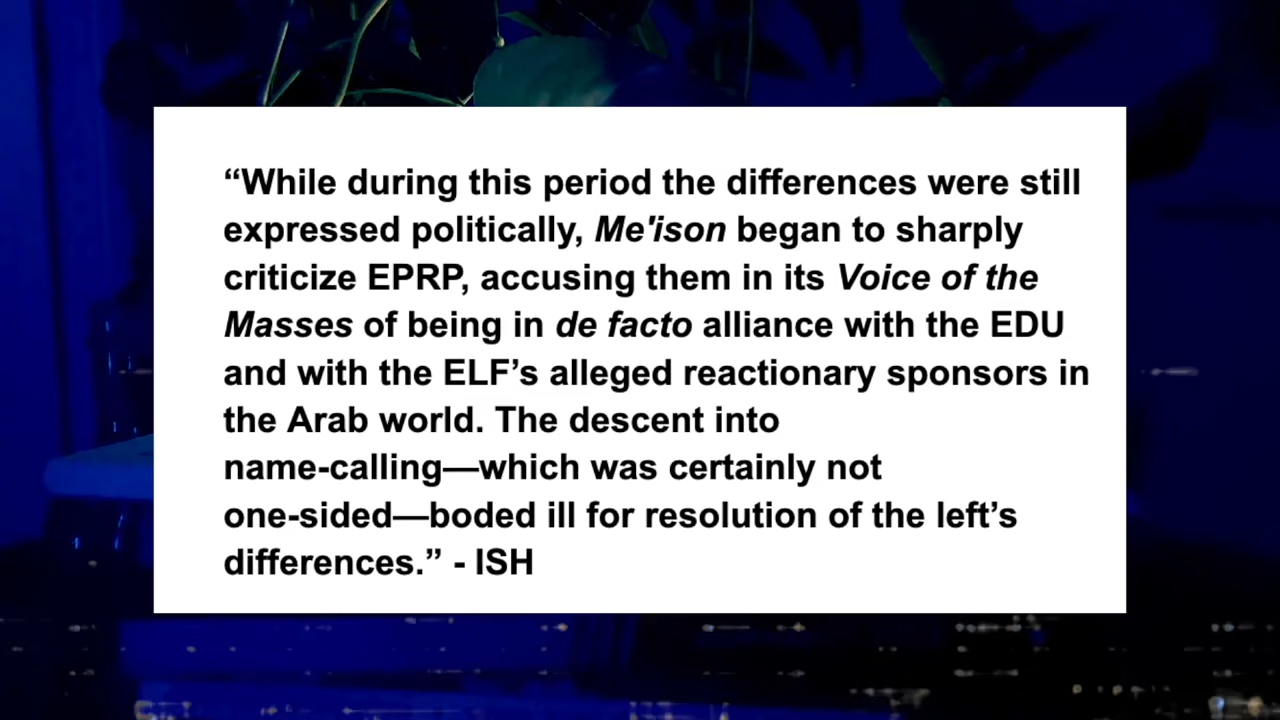 “While during this period the differences were still
expressed politically, Me'ison began to sharply
criticize EPRP, accusing them in its Voice of the
Masses of being in de facto alliance with the EDU
and with the ELF’s alleged reactionary sponsors in
the Arab world. The descent into
name-calling—which was certainly not
one-sided—boded ill for resolution of the left’s
differences.” - ISH